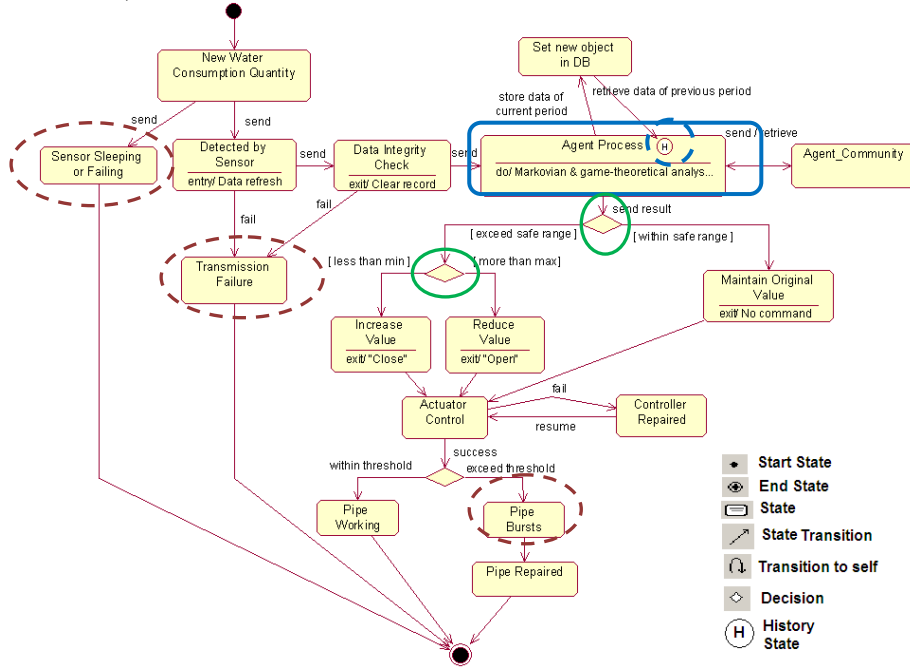 New Water
Consumption Quantity
Set new object
in DB
store data of
current period
retrieve data of previous period
send
send
Sensor Sleeping
or Failing
Detected by
Sensor
entry/ Data refresh
send
Data Integrity
Check
exit/ Clear record
send
Agent Process
H
do/ Markovian & game-theoretical analys...
send / retrieve
Agent_Community
fail
fail
send result
[ exceed safe range ]
[ within safe range ]
Transmission
Failure
[ less than min ]
[ more than max]
Maintain Original
Value
exit/ No command
Increase
Value
exit/ "Close"
Reduce
Value
exit/ "Open"
Actuator
Control
fail
Controller
Repaired
resume
success
within threshold
exceed threshold
Pipe
Working
Pipe
Bursts
Pipe Repaired
Start State
End State
State
State Transition
Transition to self
Decision
H
History
State